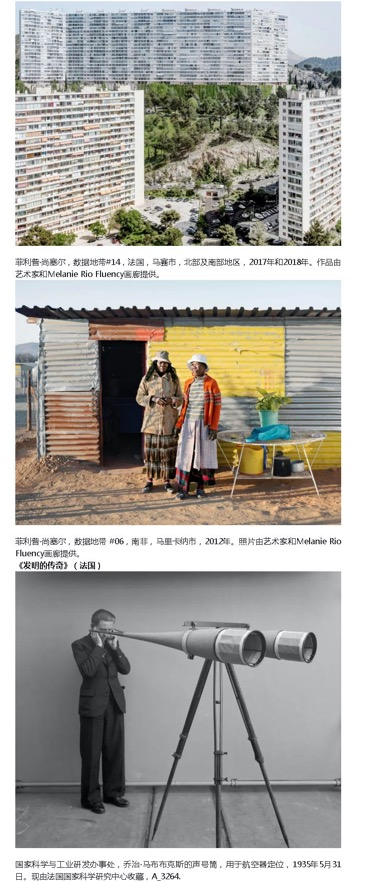 菲利普·尚塞尔，数据地带#14，法国，马赛市，北部及南部地区，2017年和2018年。作品由
艺术家和Melanie Rio Fluency画廊提供。
菲利普·尚塞尔，数据地带 #06，南非，马里卡纳市，2012年。照片由艺术家和Melanie Rio
Fluency画廊提供。
《发明的传奇》（法国）
国家科学与工业研发办事处，乔治·马布布克斯的声号筒，用于航空器定位，1935年5月31
日。现由法国国家科学研究中心收藏，A_3264.